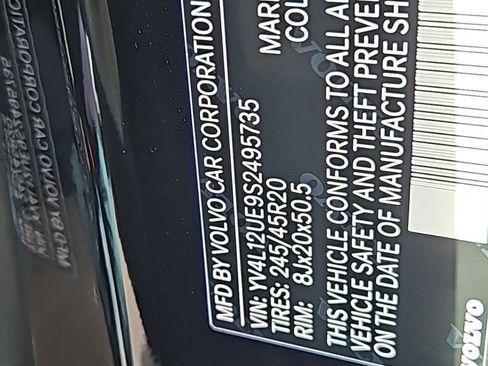 MFD BY VOLVO CAR CORPORATION
MAR
COL
VIN: YV4L12UE9S2495735
TIRES: 245/45R20
RIM: 8Jx20x50.5
THIS VEHICLE CONFORMS TO ALL
VEHICLE SAFETY AND THEFT PREVE
ON THE DATE OF MANUFACTURE SH
VOLVO